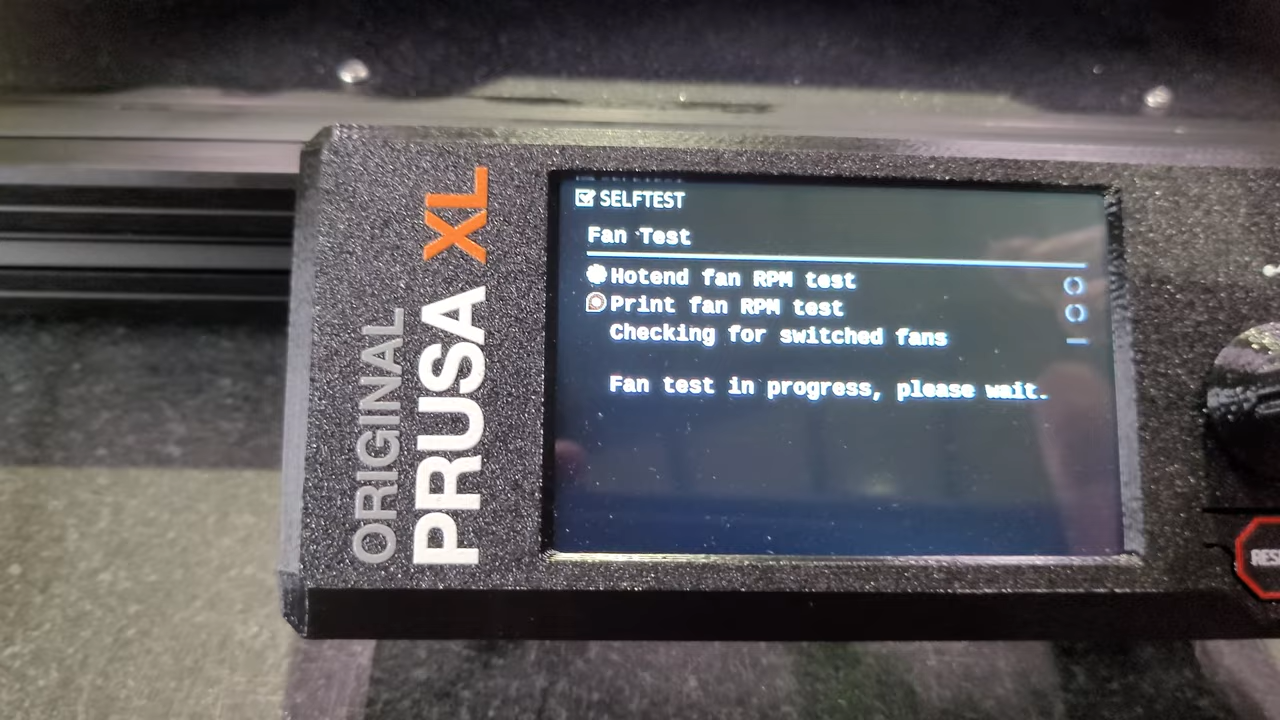 ORIGINAL
PRUSA XL
SELFTEST
Fan Test
Hotend fan RPM test
Print fan RPM test
Checking for switched fans
Fan test in progress, please wait.